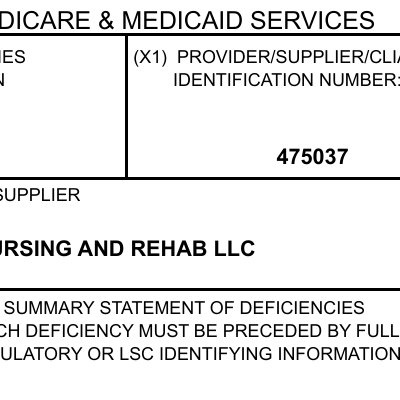 DICARE & MEDICAID SERVICES
IES
(X1) PROVIDER/SUPPLIER/CLIA
N
IDENTIFICATION NUMBER:
475037
SUPPLIER
URSING AND REHAB LLC
SUMMARY STATEMENT OF DEFICIENCIES
CH DEFICIENCY MUST BE PRECEDED BY FULL
ULATORY OR LSC IDENTIFYING INFORMATION